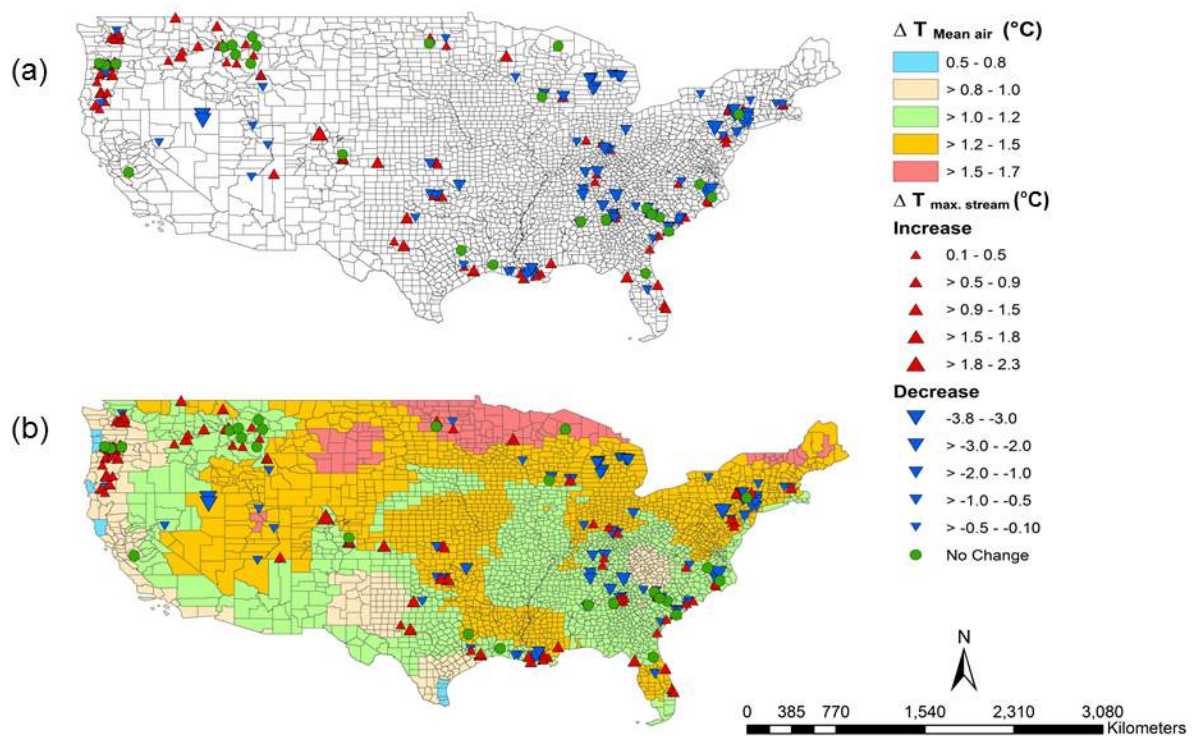 (a)
(b)
Δ T Mean air (°C)
0.5 - 0.8
> 0.8 - 1.0
> 1.0 - 1.2
> 1.2 - 1.5
> 1.5 - 1.7
Δ T max. stream (°C)
Increase
0.1 - 0.5
> 0.5 - 0.9
> 0.9 - 1.5
> 1.5 - 1.8
> 1.8 - 2.3
Decrease
-3.8 - -3.0
> -3.0 - -2.0
> -2.0 - -1.0
> -1.0 - -0.5
> -0.5 - -0.10
No Change
N
0 385 770 1,540 2,310 3,080
Kilometers